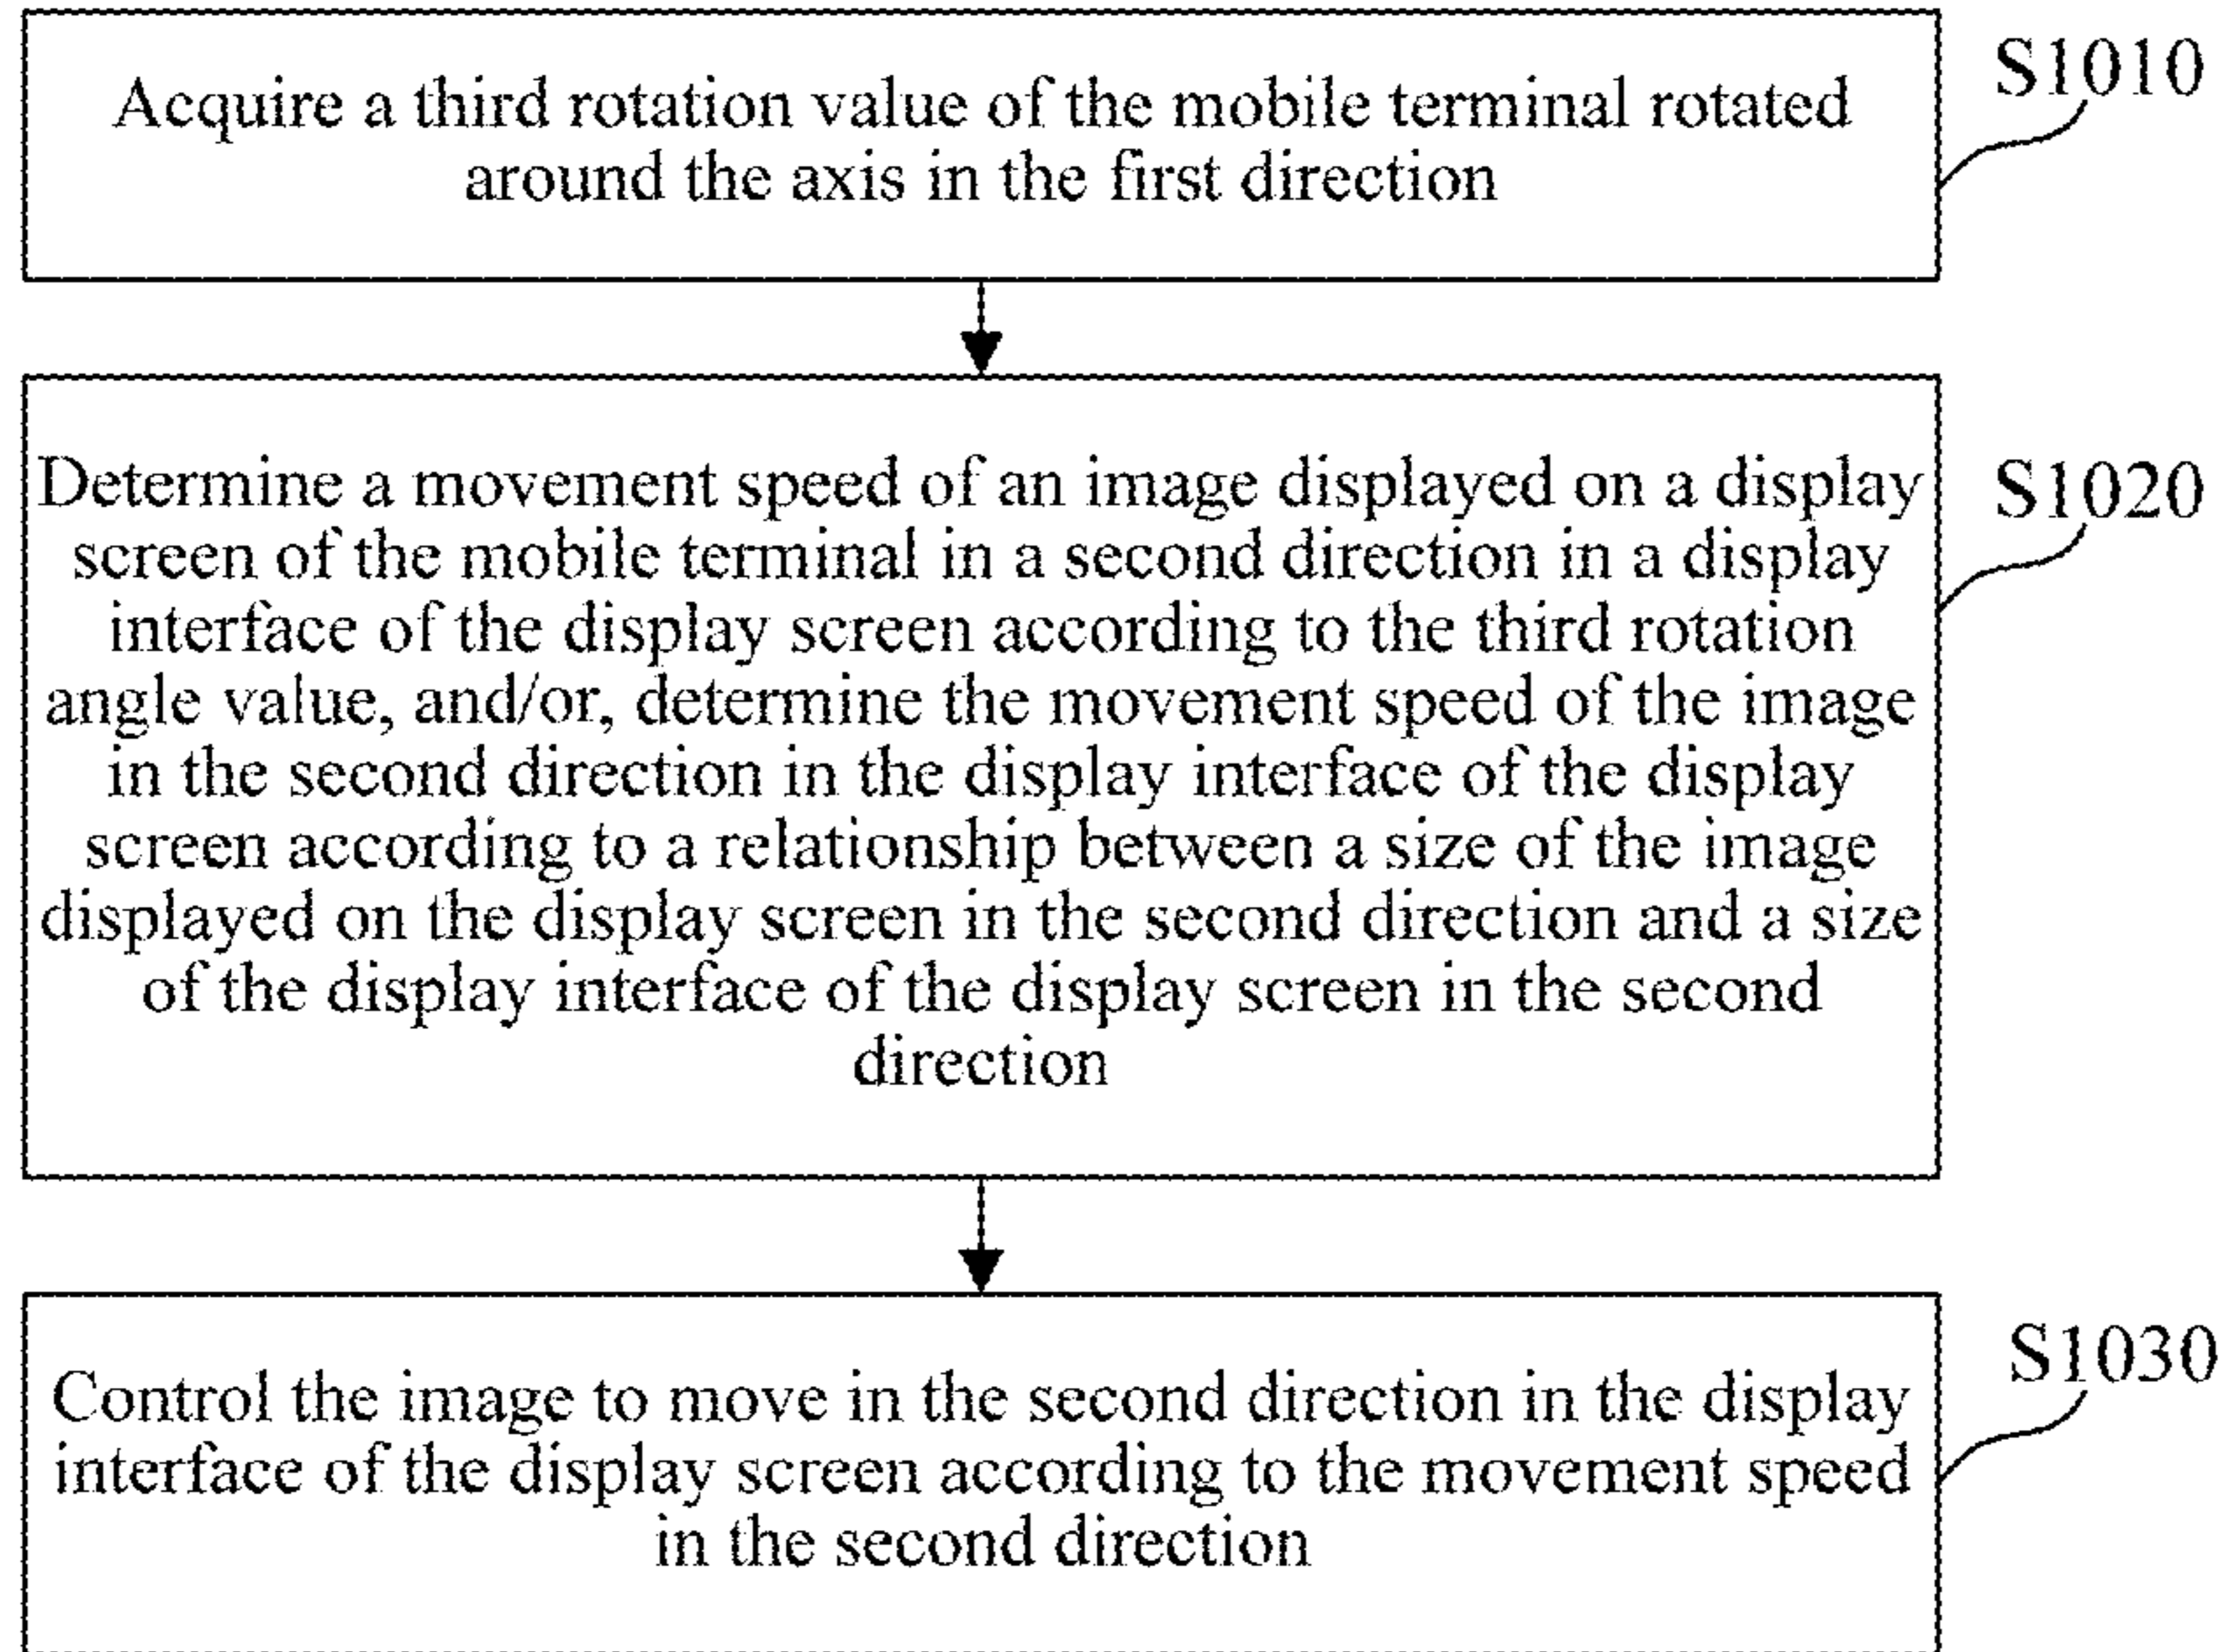 Acquire a third rotation value of the mobile terminal rotated
around the axis in the first direction
S1010
Determine a movement speed of an image displayed on a display
screen of the mobile terminal in a second direction in a display
interface of the display screen according to the third rotation
angle value, and/or, determine the movement speed of the image
in the second direction in the display interface of the display
screen according to a relationship between a size of the image
displayed on the display screen in the second direction and a size
of the display interface of the display screen in the second
direction
S1020
Control the image to move in the second direction in the display
interface of the display screen according to the movement speed
in the second direction
S1030